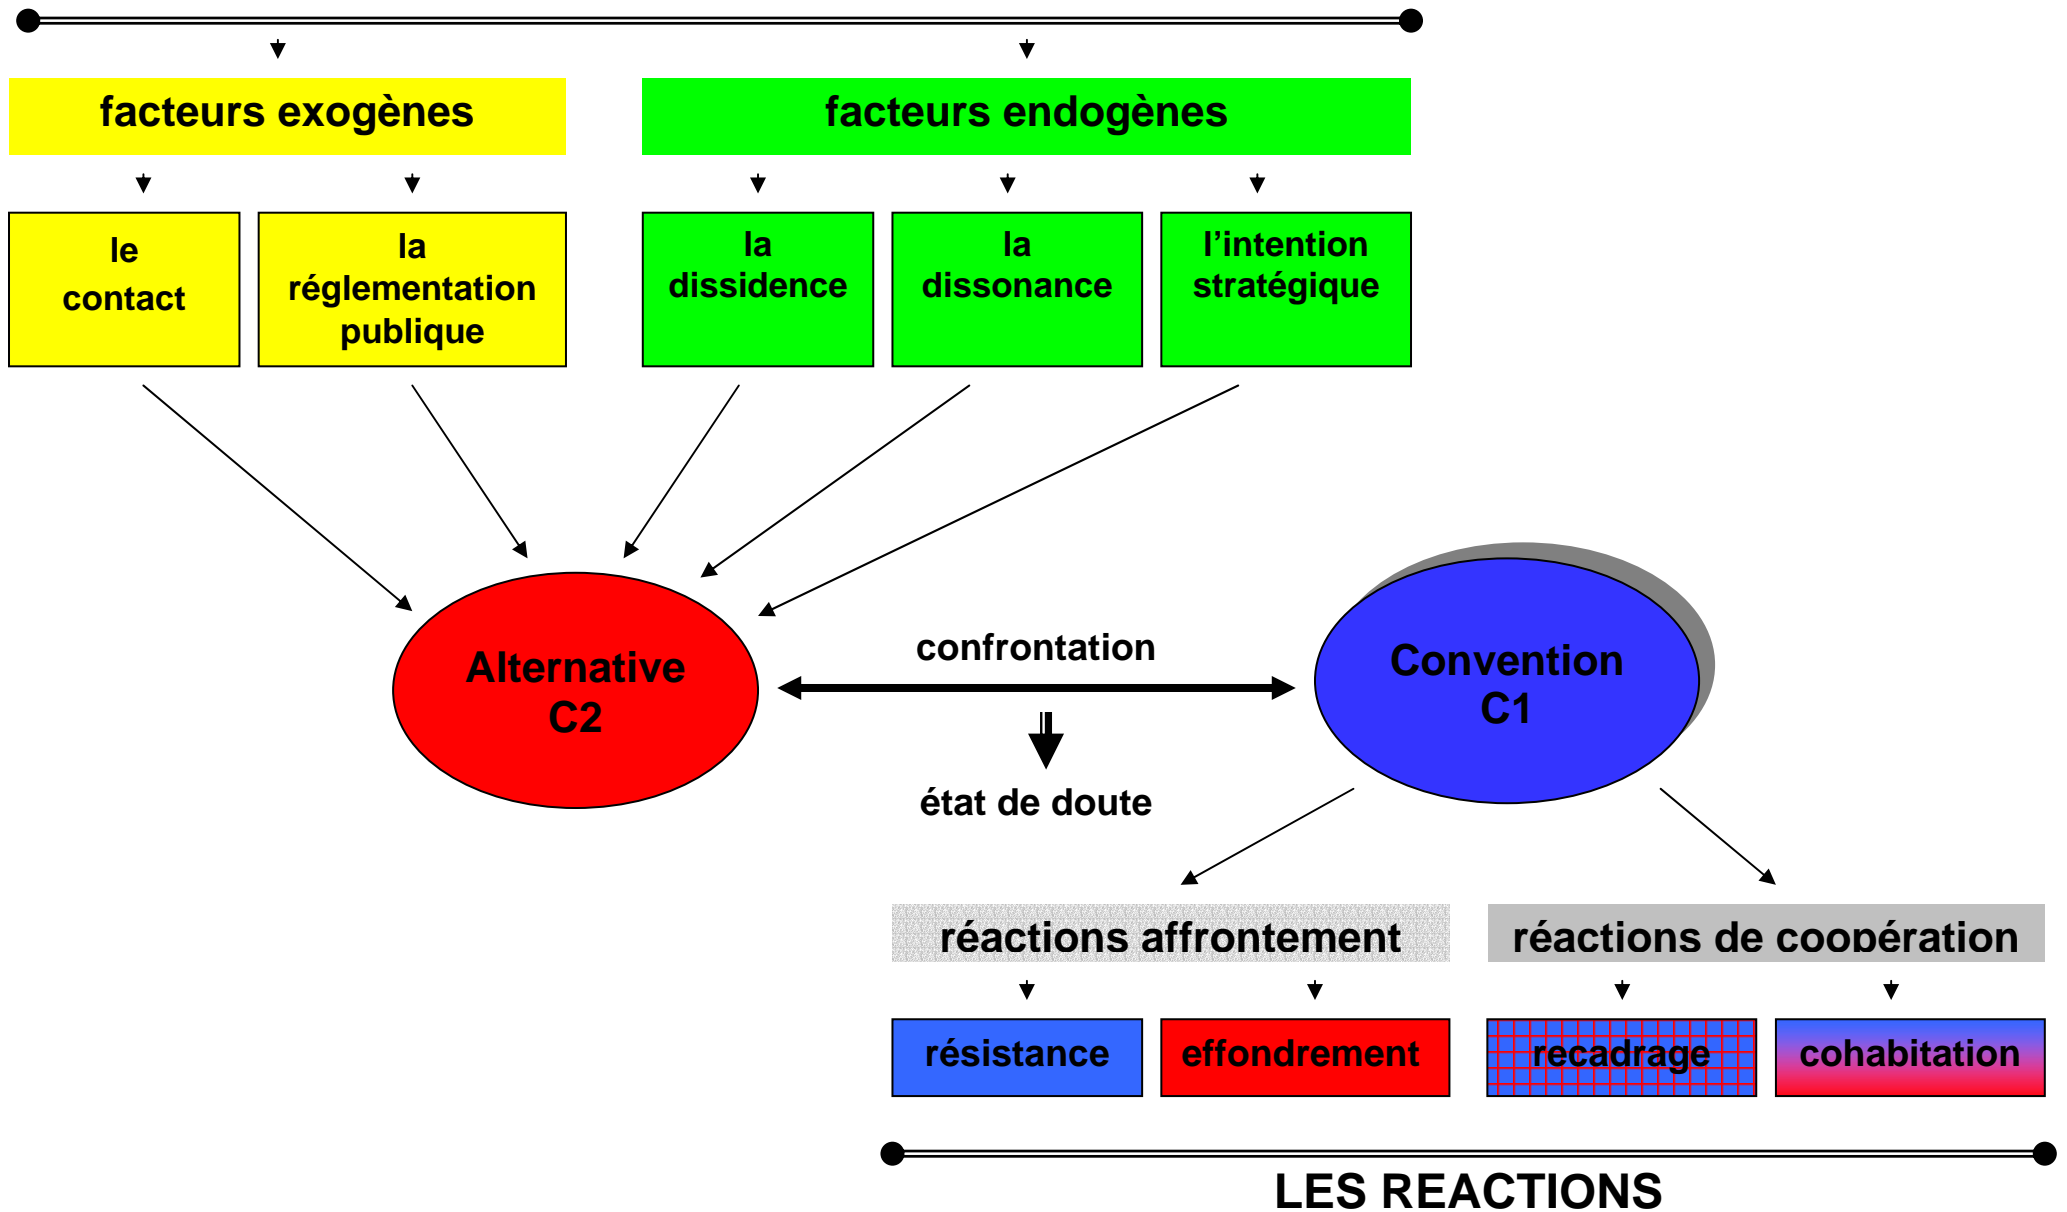 facteurs exogènes
facteurs endogènes
le
contact
la
réglementation
publique
la
dissidence
la
dissonance
l’intention
stratégique
Alternative
C2
confrontation
état de doute
Convention
C1
réactions affrontement
réactions de coopération
résistance
effondrement
recadrage
cohabitation
LES REACTIONS